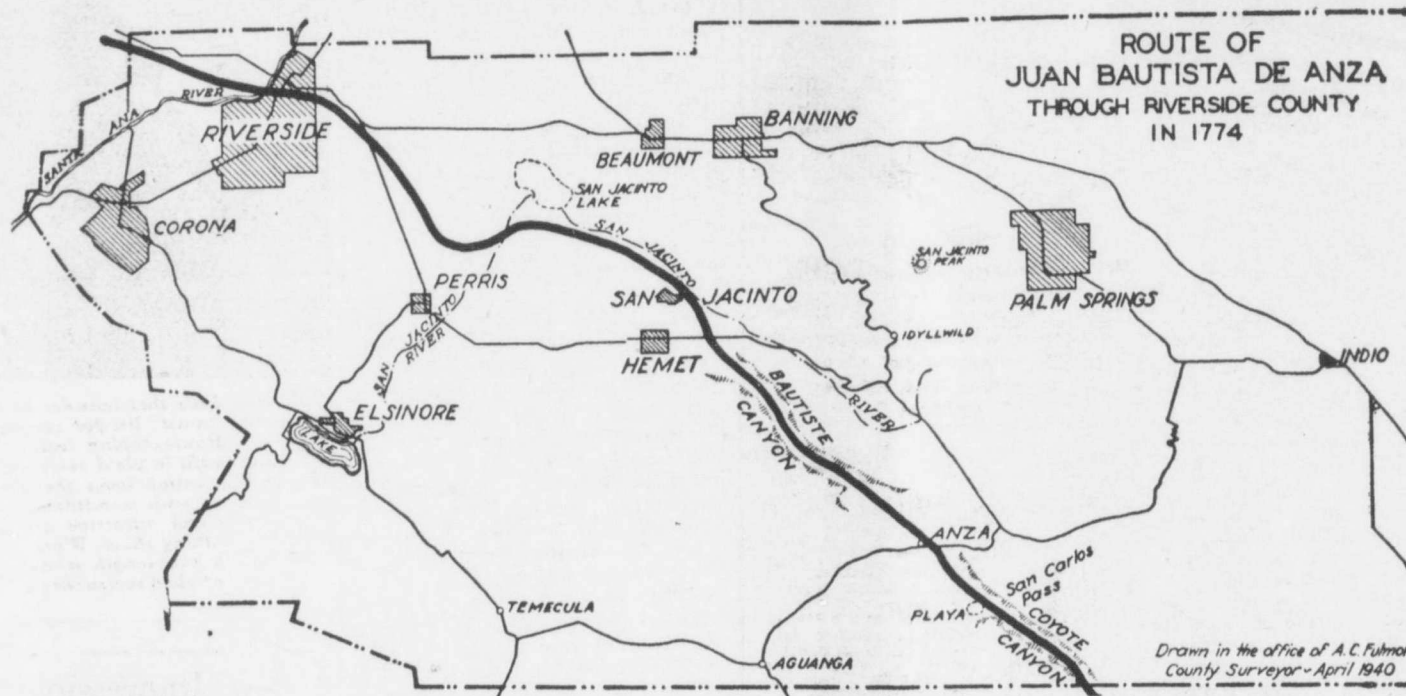 ROUTE OF
JUAN BAUTISTA DE ANZA
THROUGH RIVERSIDE COUNTY
IN 1774
SANTA ANA RIVER
RIVERSIDE
BEAUMONT
BANNING
SAN JACINTO
LAKE
CORONA
SAN JACINTO
PEAK
PALM SPRINGS
PERRIS
SAN JACINTO
SAN JACINTO
RIVER
SAN JACINTO
RIVER
HEMET
IDYLLWILD
INDIO
BAUTISTE
CANYON
ELSINORE
LAKE
ANZA
San Carlos
Pass
PLAYA
COYOTE
CANYON
TEMECULA
AGUANGA
Drawn in the office of A.C. Fulmor
County Surveyor - April 1940